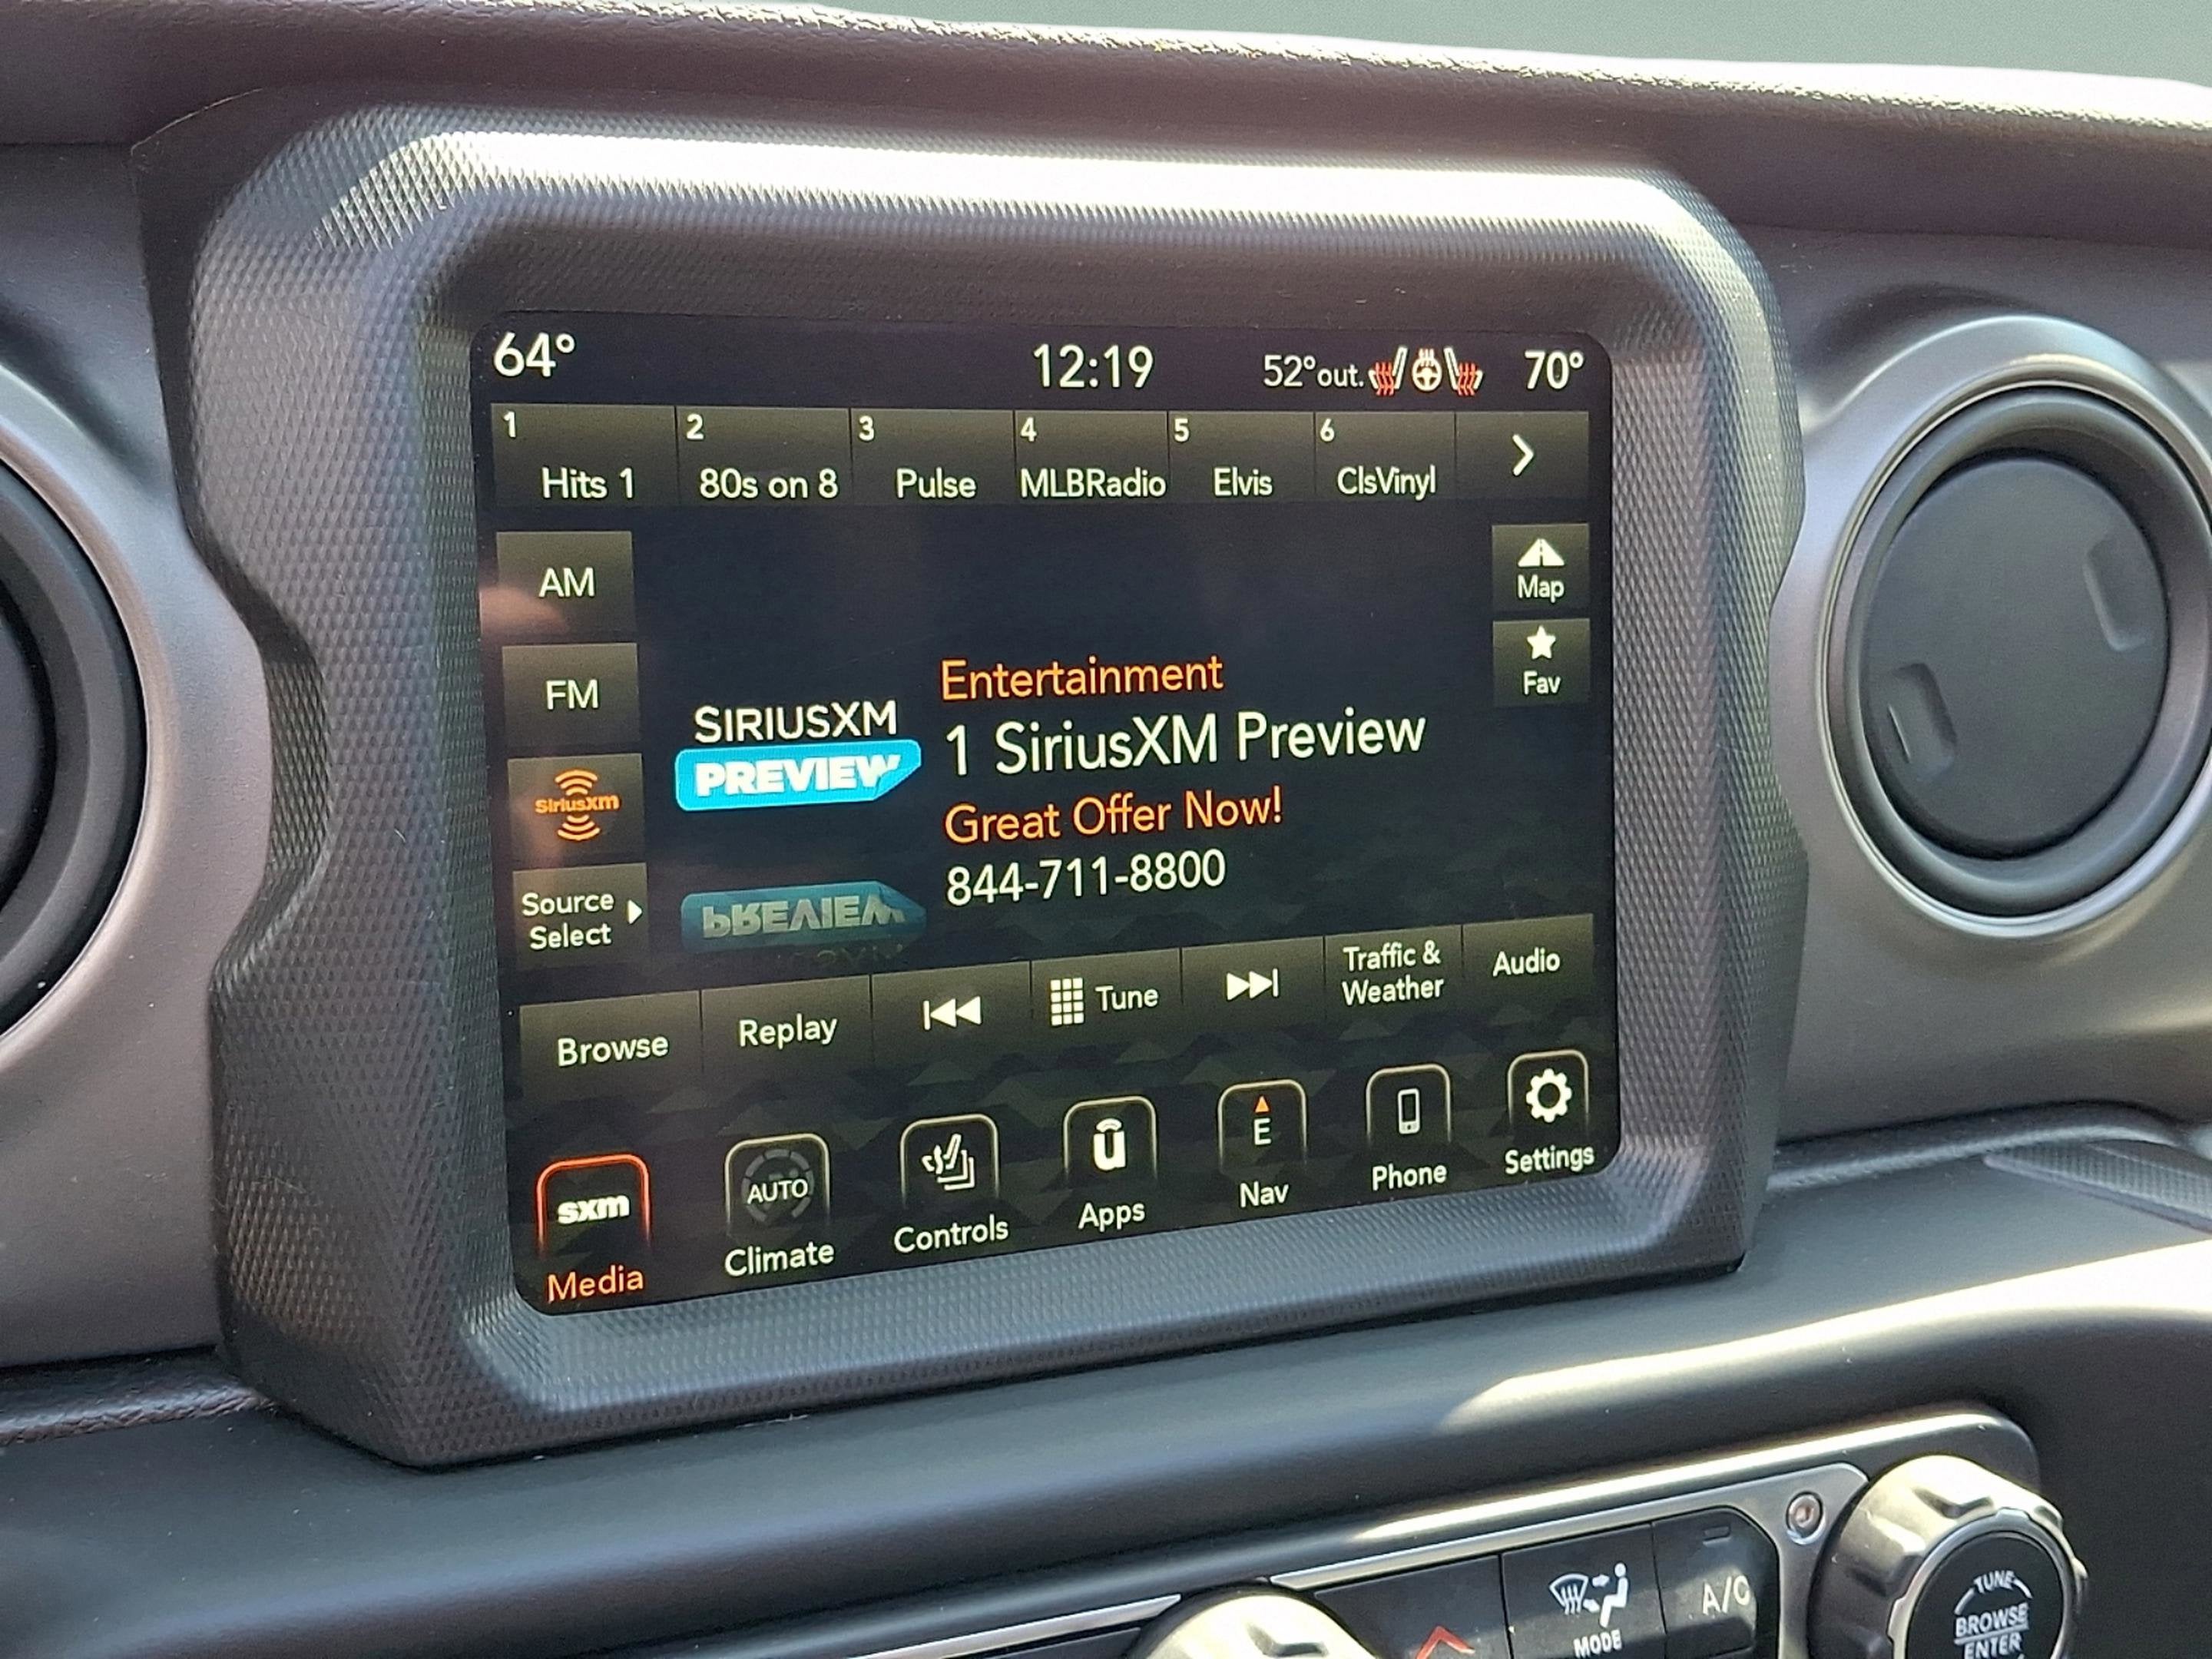 64°
12:19
52°out.
70°
1
2
3
4
5
6
Hits 1
80s on 8
Pulse
MLBRadio
Elvis
ClsVinyl
AM
FM
SiriusXM
Source
Select
Map
Fav
SIRIUSXM
PREVIEW
Entertainment
1 SiriusXM Preview
Great Offer Now!
844-711-8800
PREVIEW
Browse
Replay
Tune
Traffic &
Weather
Audio
sxm
Media
AUTO
Climate
Controls
u
Apps
E
Nav
Phone
Settings
MODE
A/C
TUNE
BROWSE
ENTER